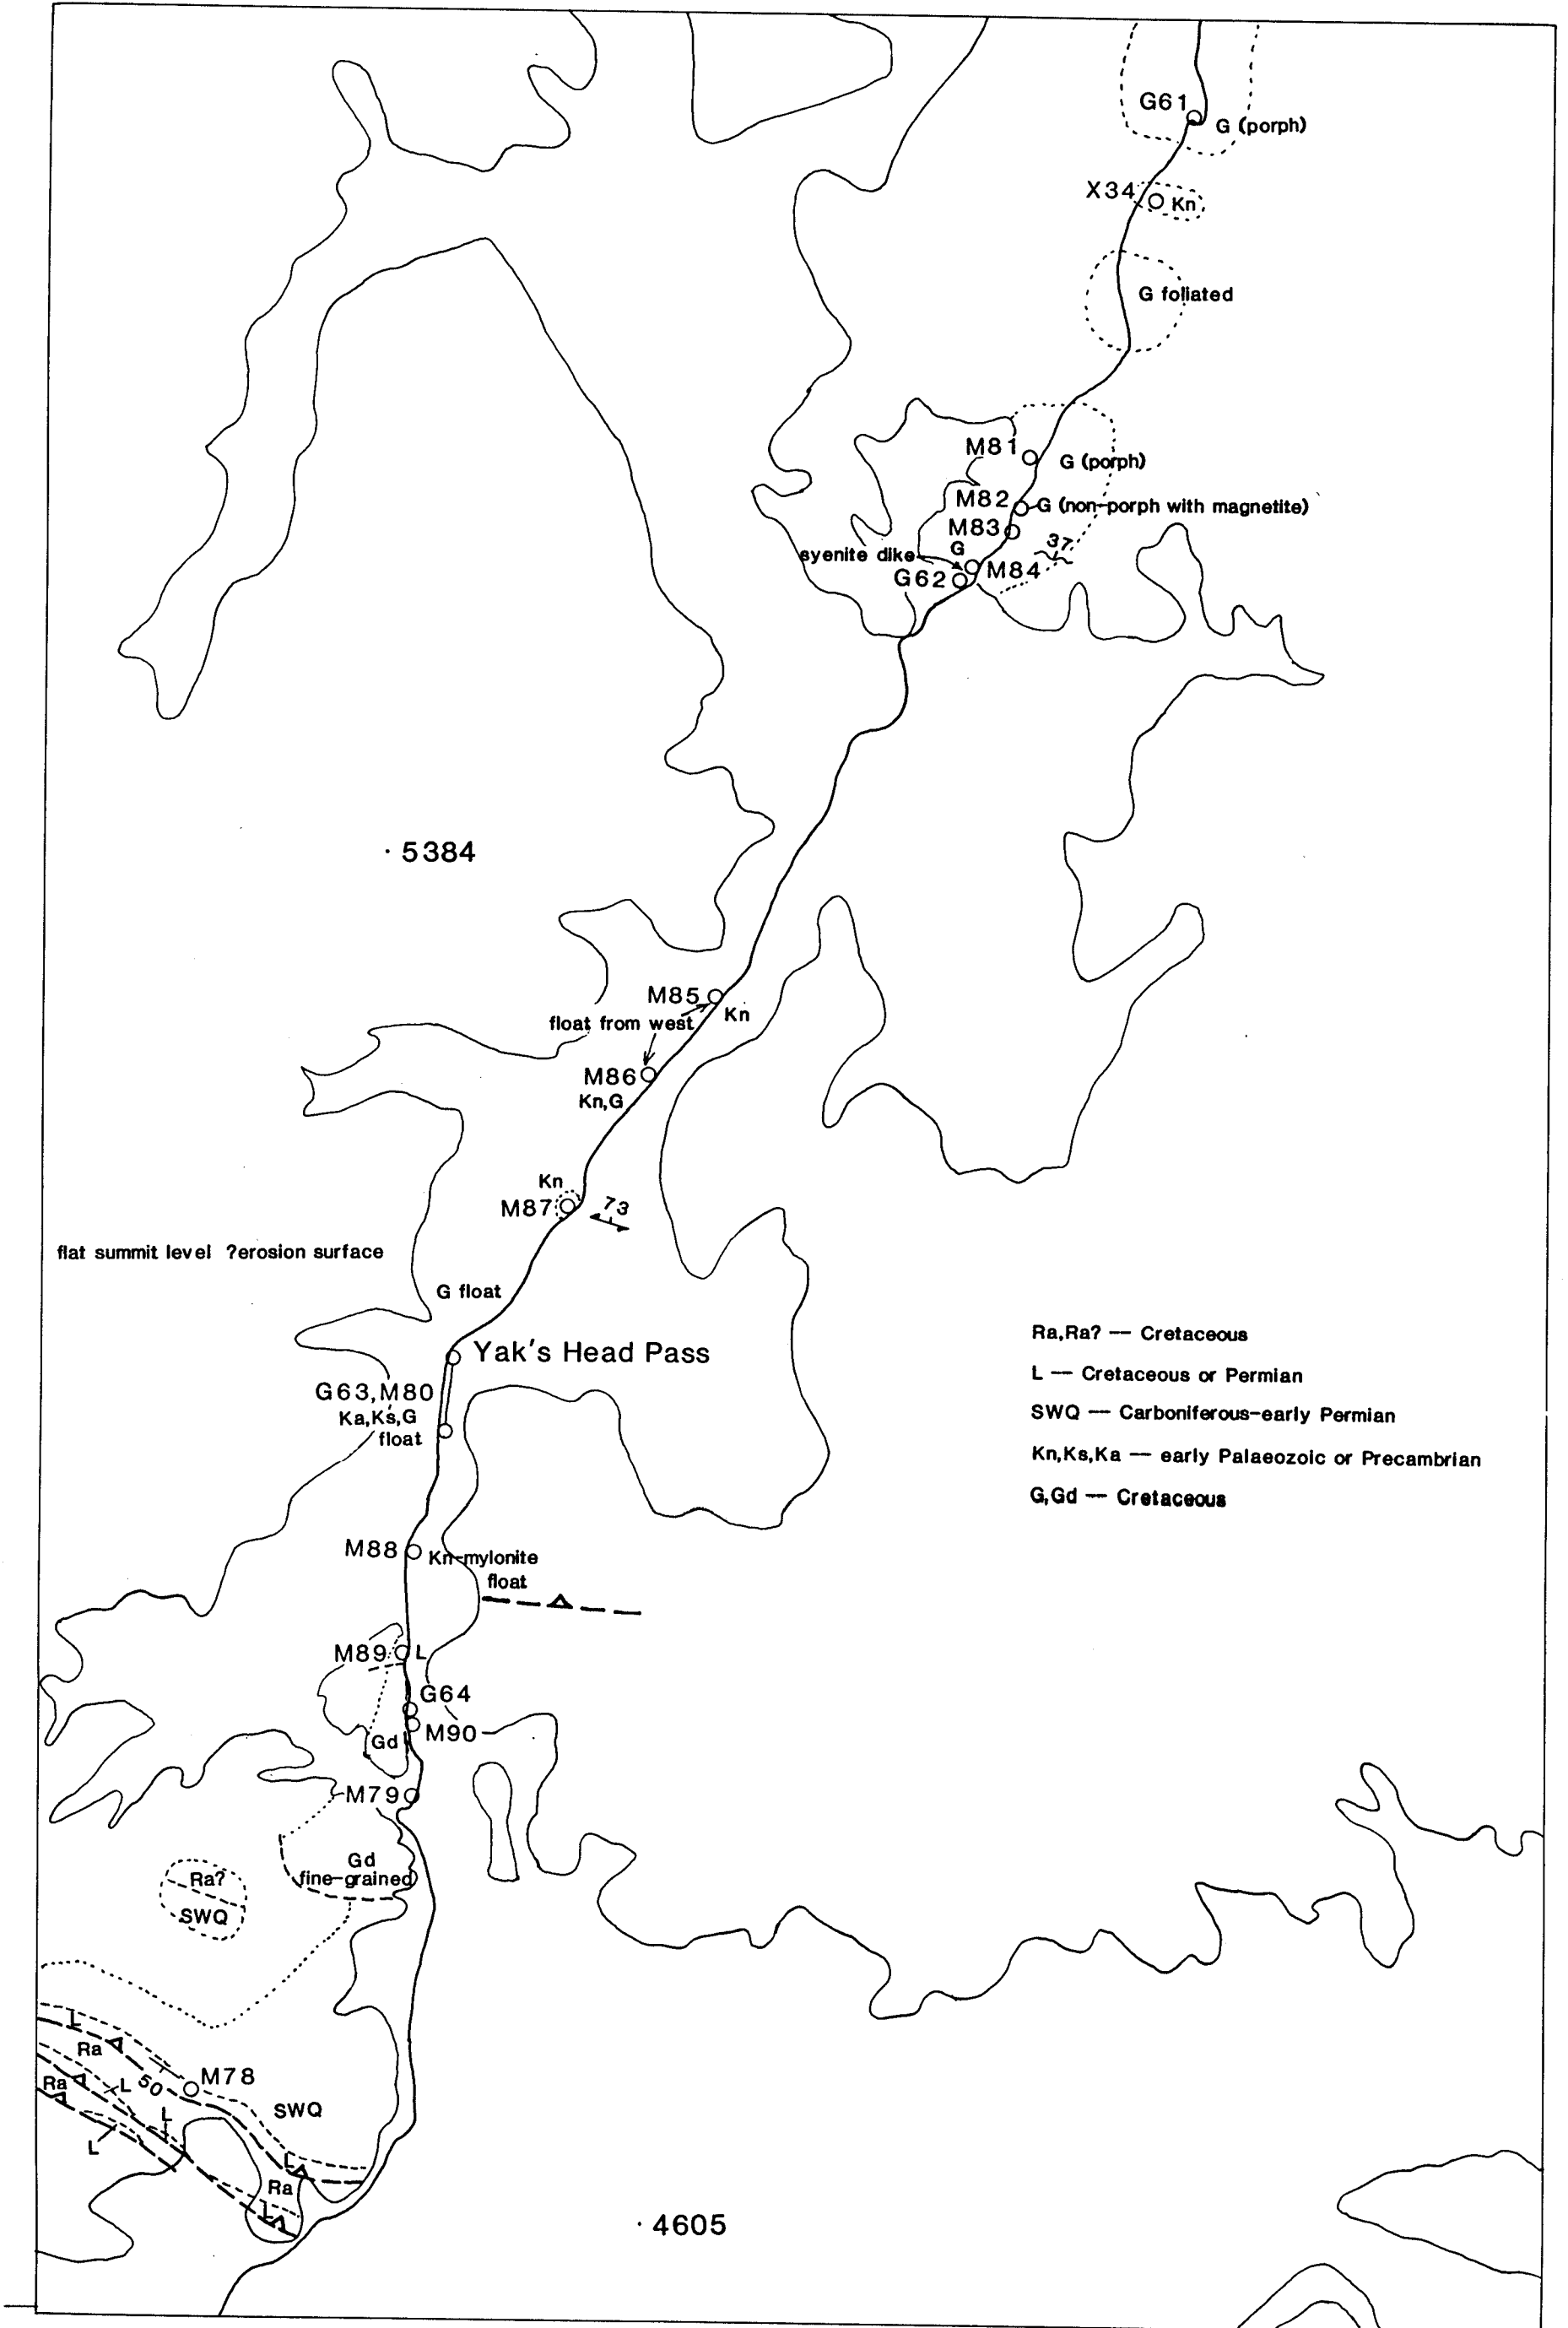 G61
G (porph)
X34
Kn
G foliated
M81
G (porph)
M82
G (non-porph with magnetite)
M83
37
G
syenite dike
M84
G62
· 5384
M85
Kn
float from west
M86
Kn,G
Kn
M87
73
flat summit level ?erosion surface
G float
Yak's Head Pass
G63,M80
Ka,Ks,G
float
Ra,Ra? — Cretaceous
L — Cretaceous or Permian
SWQ — Carboniferous-early Permian
Kn,Ks,Ka — early Palaeozoic or Precambrian
G,Gd — Cretaceous
M88
Kn-mylonite
float
M89
L
G64
M90
Gd
M79
Gd
fine-grained
Ra?
SWQ
L
Ra
M78
50
Ra
L
L
SWQ
L
L
Ra
L
· 4605